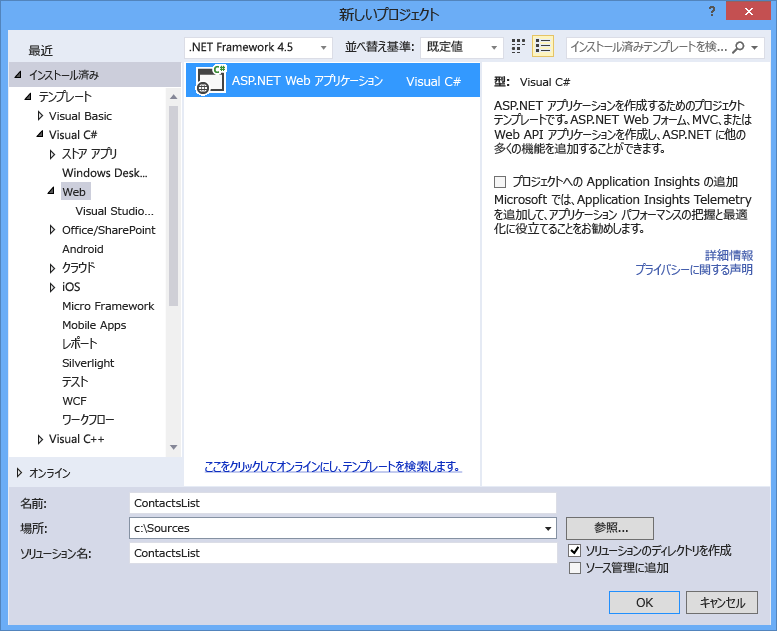 新しいプロジェクト
?
最近
.NET Framework 4.5
並べ替え基準:
既定値
インストール済みテンプレートを検...
インストール済み
テンプレート
Visual Basic
Visual C#
ストア アプリ
Windows Desk...
Web
Visual Studio...
Office/SharePoint
Android
クラウド
iOS
Micro Framework
Mobile Apps
レポート
Silverlight
テスト
WCF
ワークフロー
Visual C++
オンライン
C#
ASP.NET Web アプリケーション
Visual C#
ここをクリックしてオンラインにし、テンプレートを検索します。
型: Visual C#
ASP.NET アプリケーションを作成するためのプロジェクト
テンプレートです。ASP.NET Web フォーム、MVC、または
Web API アプリケーションを作成し、ASP.NET に他の
多くの機能を追加することができます。
プロジェクトへの Application Insights の追加
Microsoft では、Application Insights Telemetry
を追加して、アプリケーション パフォーマンスの把握と最適
化に役立てることをお勧めします。
詳細情報
プライバシーに関する声明
名前:
ContactsList
場所:
c:\Sources
参照...
ソリューション名:
ContactsList
ソリューションのディレクトリを作成
ソース管理に追加
OK
キャンセル